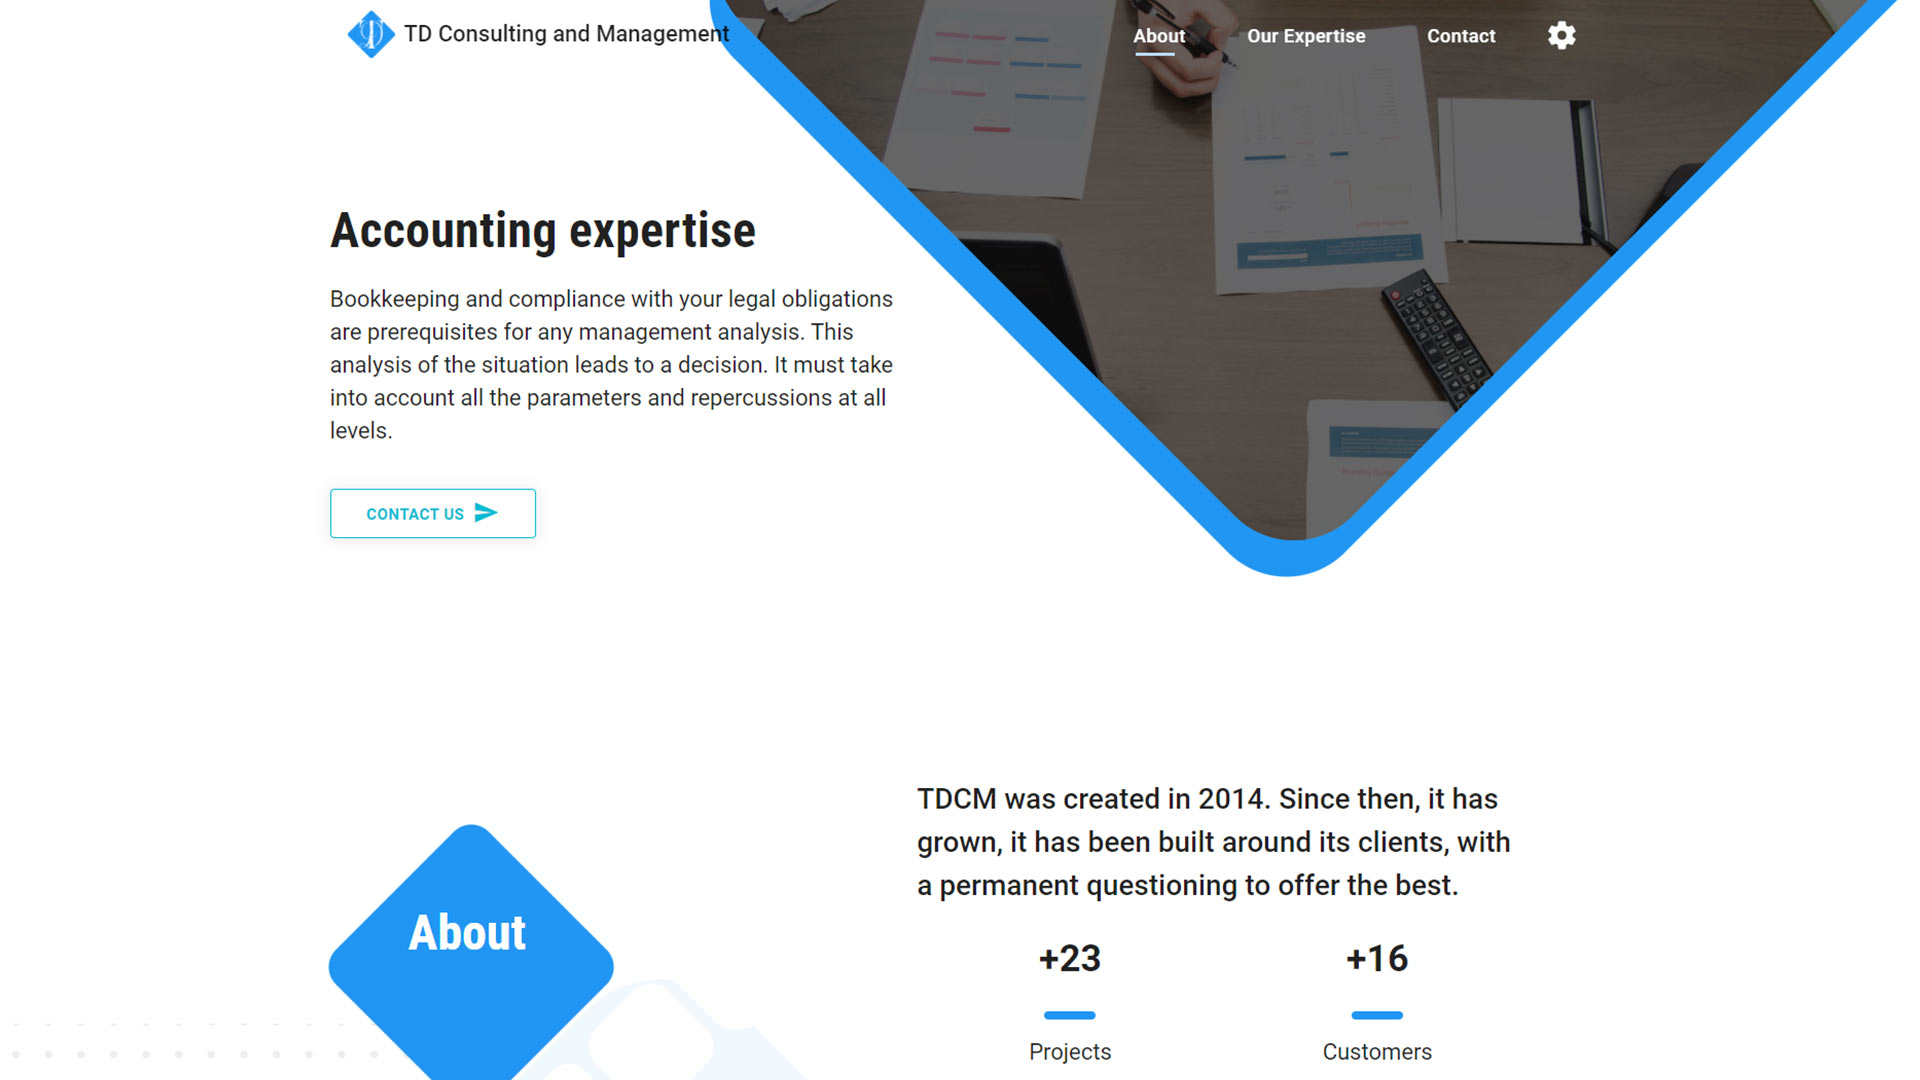 TD Consulting and Management
About
Our Expertise
Contact
Accounting expertise
Bookkeeping and compliance with your legal obligations
are prerequisites for any management analysis. This
analysis of the situation leads to a decision. It must take
into account all the parameters and repercussions at all
levels.
CONTACT US
About
TDCM was created in 2014. Since then, it has
grown, it has been built around its clients, with
a permanent questioning to offer the best.
+23
+16
Projects
Customers